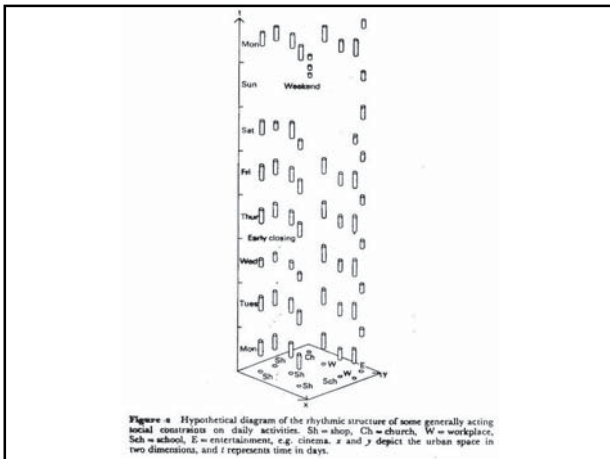 t
Mon
Weekend
Sun
Sat
Fri
Thur
Early closing
Wed
Tues
Mon
Sh Ch W E
Sh Sh Sch W Y
Sh
X
Figure a Hypothetical diagram of the rhythmic structure of some generally acting
social constraints on daily activities. Sh = shop, Ch = church, W = workplace,
Sch = school, E = entertainment, e.g. cinema. x and y depict the urban space in
two dimensions, and t represents time in days.